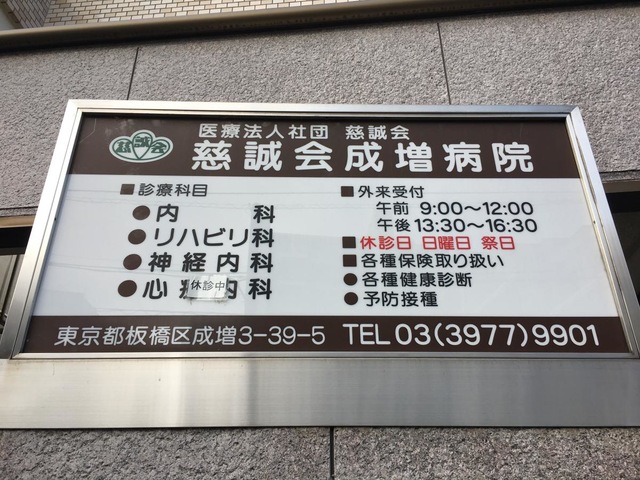 慈誠会
医療法人社団 慈誠会
慈誠会成増病院
■診療科目
●内科
●リハビリ科
●神経内科
●心療内科
休診中
■外来受付
午前 9:00〜12:00
午後 13:30〜16:30
■休診日 日曜日 祭日
■各種保険取り扱い
●各種健康診断
●予防接種
東京都板橋区成増3-39-5 TEL 03(3977)9901